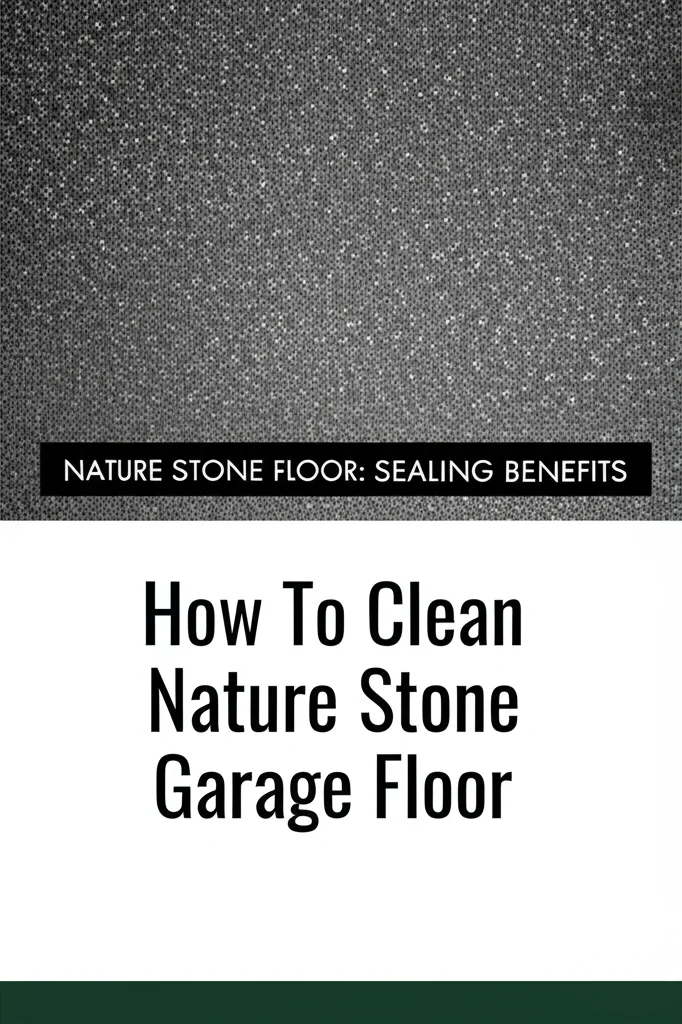 NATURE STONE FLOOR: SEALING BENEFITS
How To Clean
Nature Stone
Garage Floor